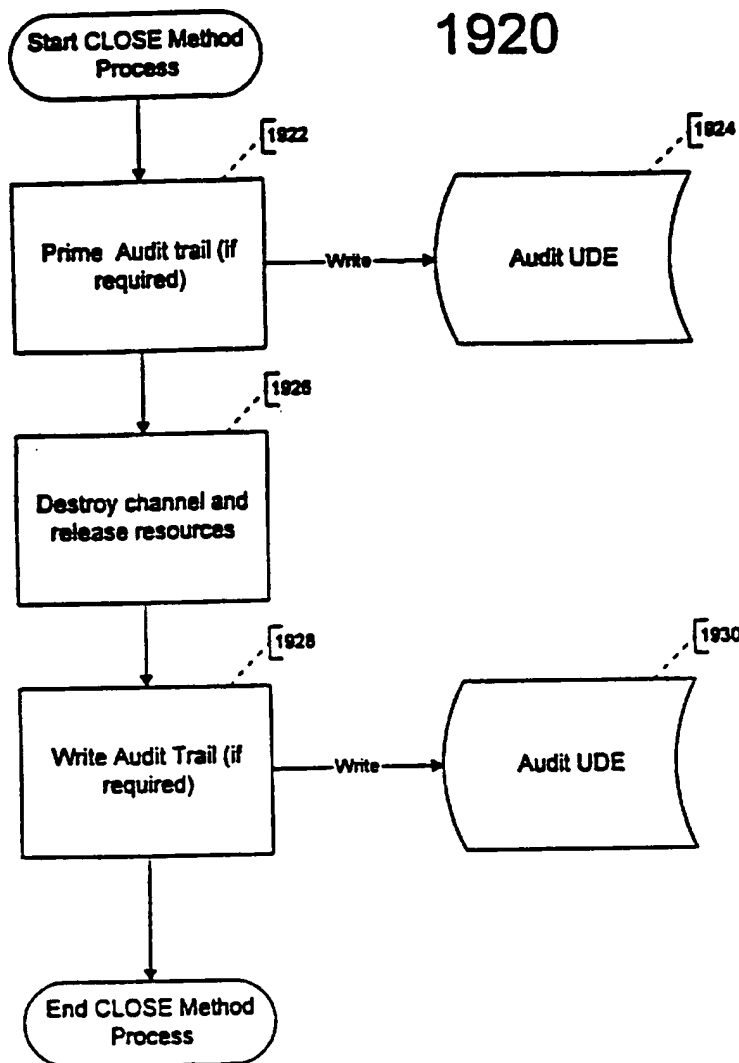 1920
Start CLOSE Method
Process
1922
1924
Prime Audit trail (if
required)
Write
Audit UDE
1926
Destroy channel and
release resources
1928
1930
Write Audit Trail (if
required)
Write
Audit UDE
End CLOSE Method
Process